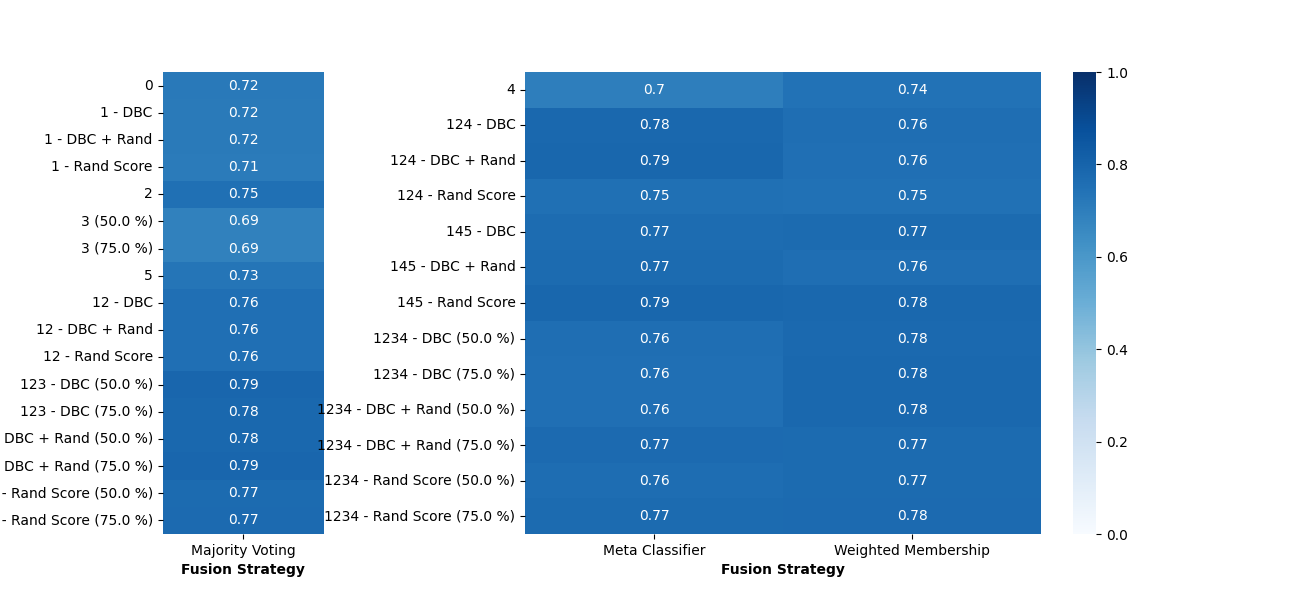 0 0.72
1 - DBC 0.72
1 - DBC + Rand 0.72
1 - Rand Score 0.71
2 0.75
3 (50.0 %) 0.69
3 (75.0 %) 0.69
5 0.73
12 - DBC 0.76
12 - DBC + Rand 0.76
12 - Rand Score 0.76
123 - DBC (50.0 %) 0.79
123 - DBC (75.0 %) 0.78
DBC + Rand (50.0 %) 0.78
DBC + Rand (75.0 %) 0.79
- Rand Score (50.0 %) 0.77
- Rand Score (75.0 %) 0.77
Majority Voting
Fusion Strategy
4 0.7 0.74
124 - DBC 0.78 0.76
124 - DBC + Rand 0.79 0.76
124 - Rand Score 0.75 0.75
145 - DBC 0.77 0.77
145 - DBC + Rand 0.77 0.76
145 - Rand Score 0.79 0.78
1234 - DBC (50.0 %) 0.76 0.78
1234 - DBC (75.0 %) 0.76 0.78
1234 - DBC + Rand (50.0 %) 0.76 0.78
1234 - DBC + Rand (75.0 %) 0.77 0.77
1234 - Rand Score (50.0 %) 0.76 0.77
1234 - Rand Score (75.0 %) 0.77 0.78
Meta Classifier Weighted Membership
Fusion Strategy
1.0
0.8
0.6
0.4
0.2
0.0